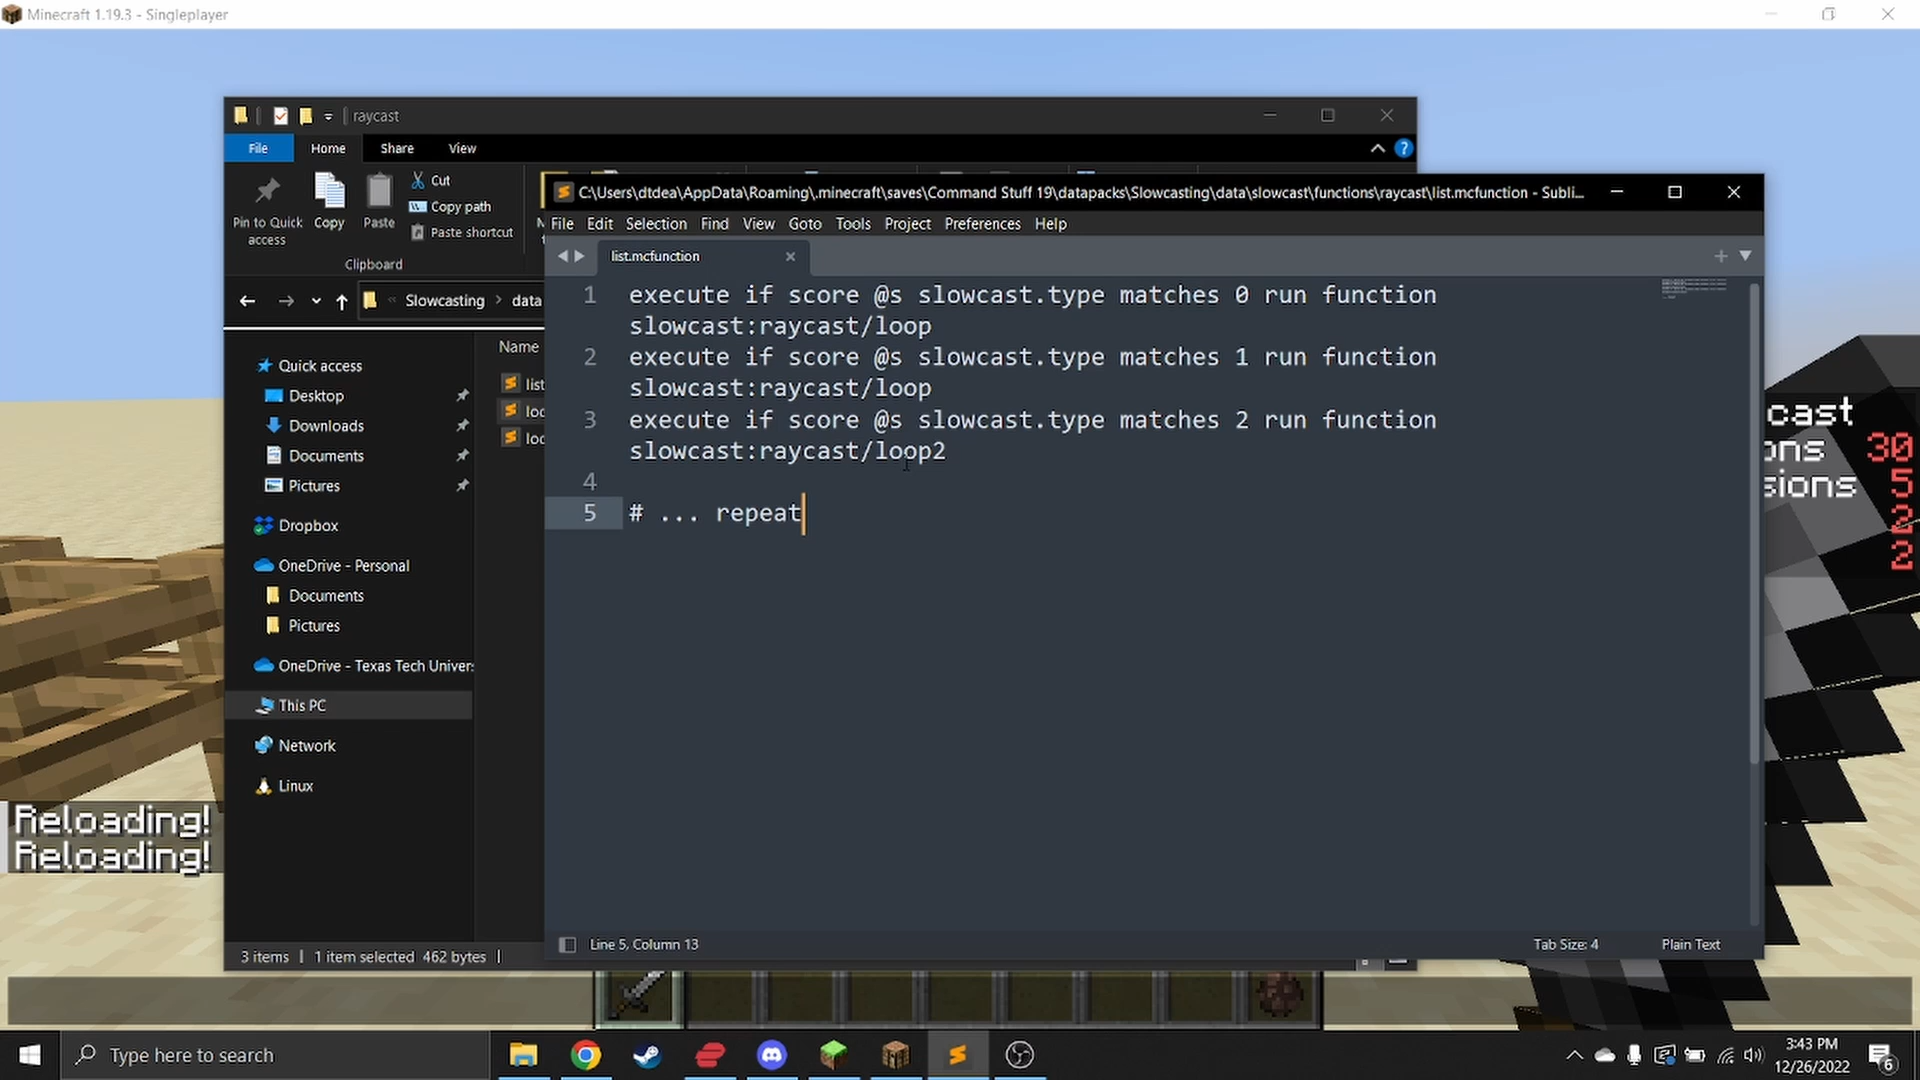 Minecraft 1.19.3 - Singleplayer
raycast
File
Home
Share
View
Pin to Quick
access
Copy
Paste
Cut
Copy path
Paste shortcut
Clipboard
Slowcasting > data
Name
Quick access
Desktop
Downloads
Documents
Pictures
Dropbox
OneDrive - Personal
Documents
Pictures
OneDrive - Texas Tech Univer
This PC
Network
Linux
3 items
1 item selected 462 bytes
C:\Users\dtdea\AppData\Roaming\.minecraft\saves\Command Stuff 19\datapacks\Slowcasting\data\slowcast\functions\raycast\list.mcfunction - Subli...
File Edit Selection Find View Goto Tools Project Preferences Help
list.mcfunction
1 execute if score @s slowcast.type matches 0 run function
slowcast:raycast/loop
2 execute if score @s slowcast.type matches 1 run function
slowcast:raycast/loop
3 execute if score @s slowcast.type matches 2 run function
slowcast:raycast/loop2
4
5 # ... repeat
Line 5, Column 13
Tab Size: 4
Plain Text
cast
ons 30
sions 5
2
2
Reloading!
Reloading!
Type here to search
3:43 PM
12/26/2022
6